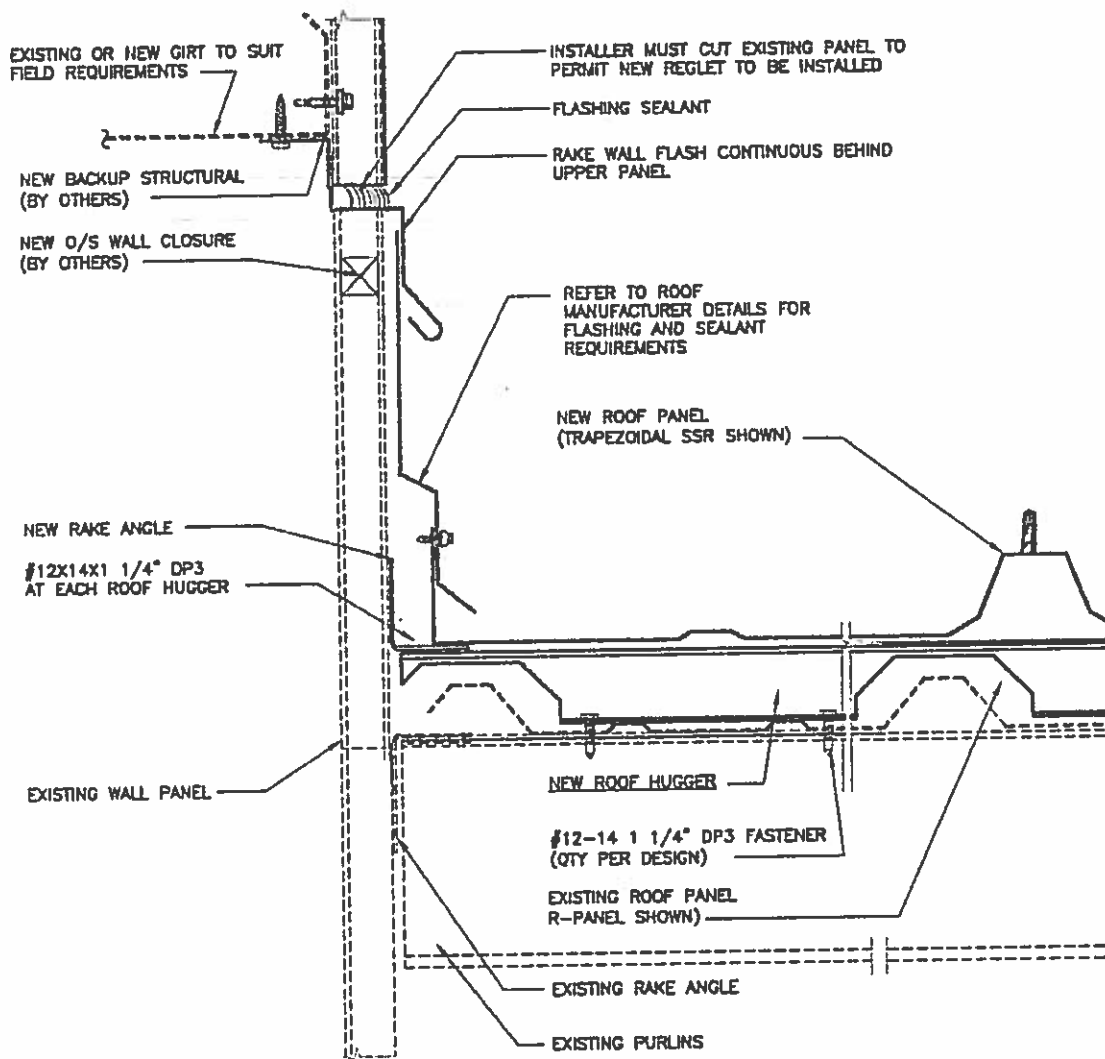 EXISTING OR NEW GIRT TO SUIT
FIELD REQUIREMENTS
INSTALLER MUST CUT EXISTING PANEL TO
PERMIT NEW REGLET TO BE INSTALLED
FLASHING SEALANT
RAKE WALL FLASH CONTINUOUS BEHIND
UPPER PANEL
NEW BACKUP STRUCTURAL
(BY OTHERS)
NEW O/S WALL CLOSURE
(BY OTHERS)
REFER TO ROOF
MANUFACTURER DETAILS FOR
FLASHING AND SEALANT
REQUIREMENTS
NEW ROOF PANEL
(TRAPEZOIDAL SSR SHOWN)
NEW RAKE ANGLE
#12X14X1 1/4" DP3
AT EACH ROOF HUGGER
EXISTING WALL PANEL
NEW ROOF HUGGER
#12-14 1 1/4" DP3 FASTENER
(QTY PER DESIGN)
EXISTING ROOF PANEL
R-PANEL SHOWN)
EXISTING RAKE ANGLE
EXISTING PURLINS